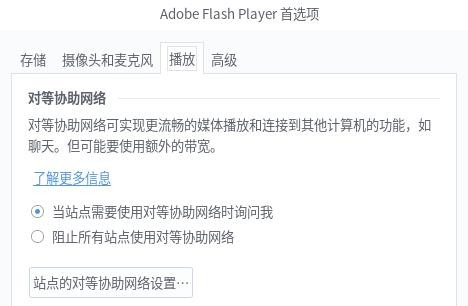 Adobe Flash Player 首选项
存储 摄像头和麦克风 播放 高级
对等协助网络
对等协助网络可实现更流畅的媒体播放和连接到其他计算机的功能，如
聊天。但可能要使用额外的带宽。
了解更多信息
当站点需要使用对等协助网络时询问我
阻止所有站点使用对等协助网络
站点的对等协助网络设置…